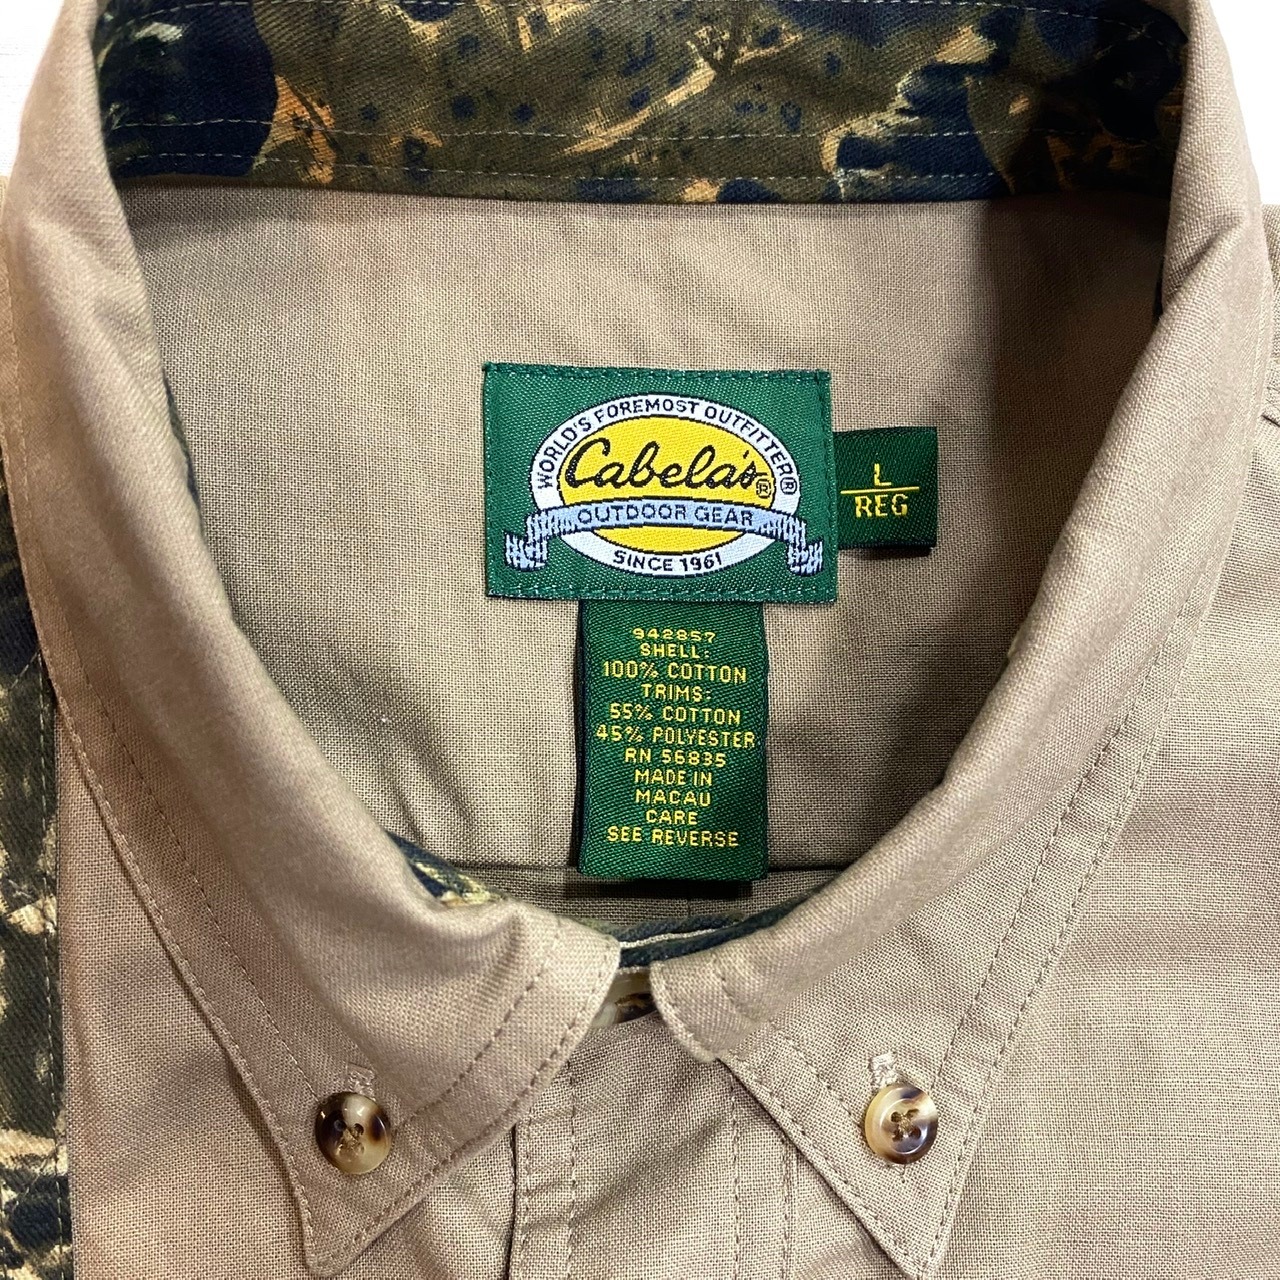 WORLD'S FOREMOST OUTFITTER®
Cabela's®
OUTDOOR GEAR
SINCE 1961
L
REG
942857
SHELL:
100% COTTON
TRIMS:
55% COTTON
45% POLYESTER
RN 56835
MADE IN
MACAU
CARE
SEE REVERSE